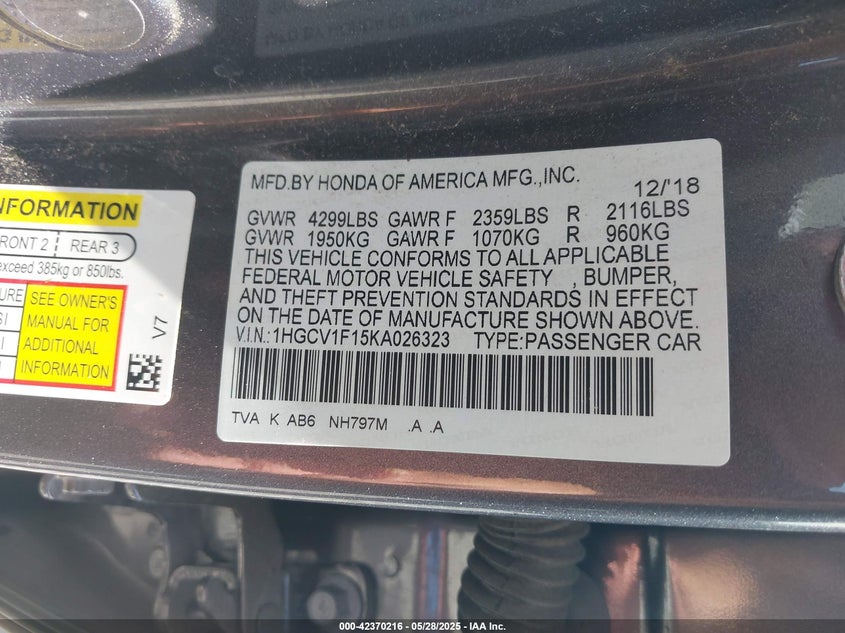 MFD.BY HONDA OF AMERICA MFG.,INC. 12/'18
GVWR 4299LBS GAWR F 2359LBS R 2116LBS
GVWR 1950KG GAWR F 1070KG R 960KG
THIS VEHICLE CONFORMS TO ALL APPLICABLE
FEDERAL MOTOR VEHICLE SAFETY , BUMPER,
AND THEFT PREVENTION STANDARDS IN EFFECT
ON THE DATE OF MANUFACTURE SHOWN ABOVE.
V.I.N.:1HGCV1F15KA026323 TYPE:PASSENGER CAR
TVA K AB6 NH797M .A .A
FRONT 2 REAR 3
exceed 385kg or 850lbs.
SEE OWNER'S
MANUAL FOR
ADDITIONAL
INFORMATION
V7
000-42370216 - 05/28/2025 - IAA Inc.